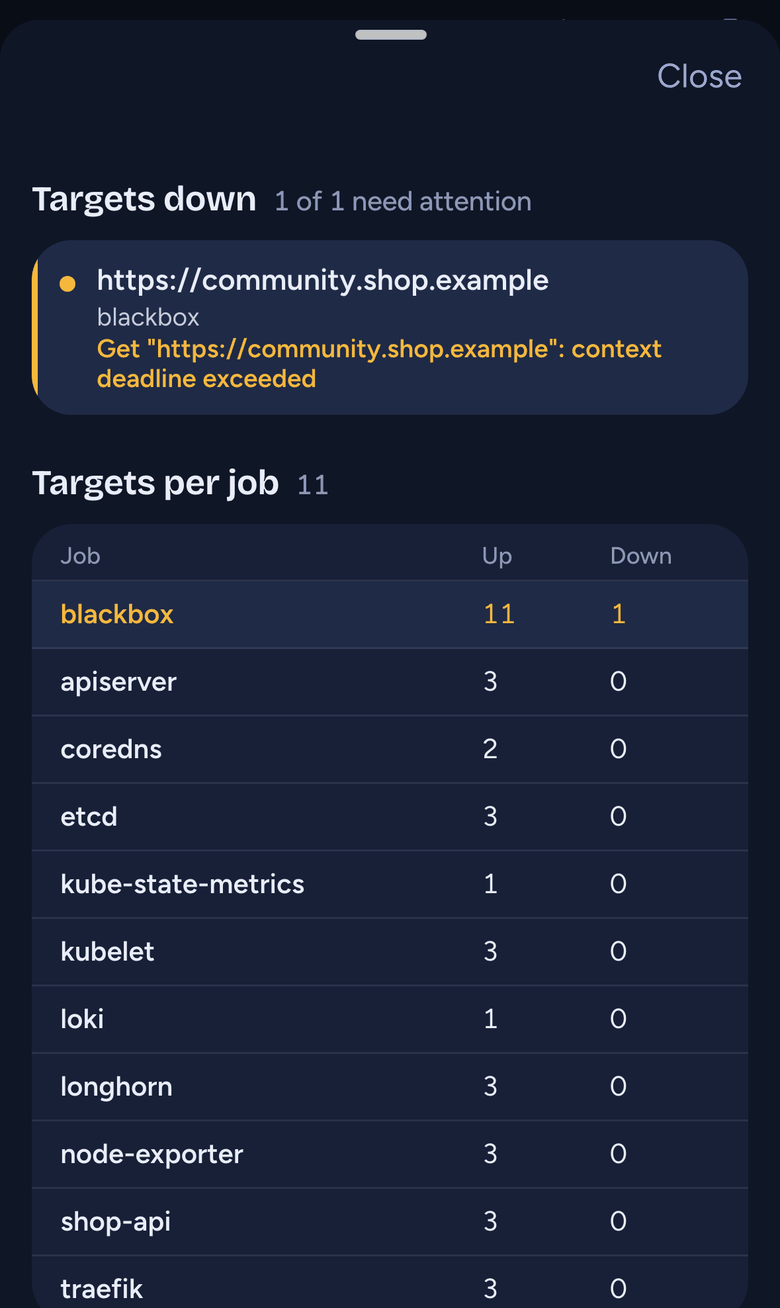 Close
Targets down 1 of 1 need attention
https://community.shop.example
blackbox
Get "https://community.shop.example": context
deadline exceeded
Targets per job 11
Job Up Down
blackbox 11 1
apiserver 3 0
coredns 2 0
etcd 3 0
kube-state-metrics 1 0
kubelet 3 0
loki 1 0
longhorn 3 0
node-exporter 3 0
shop-api 3 0
traefik 3 0